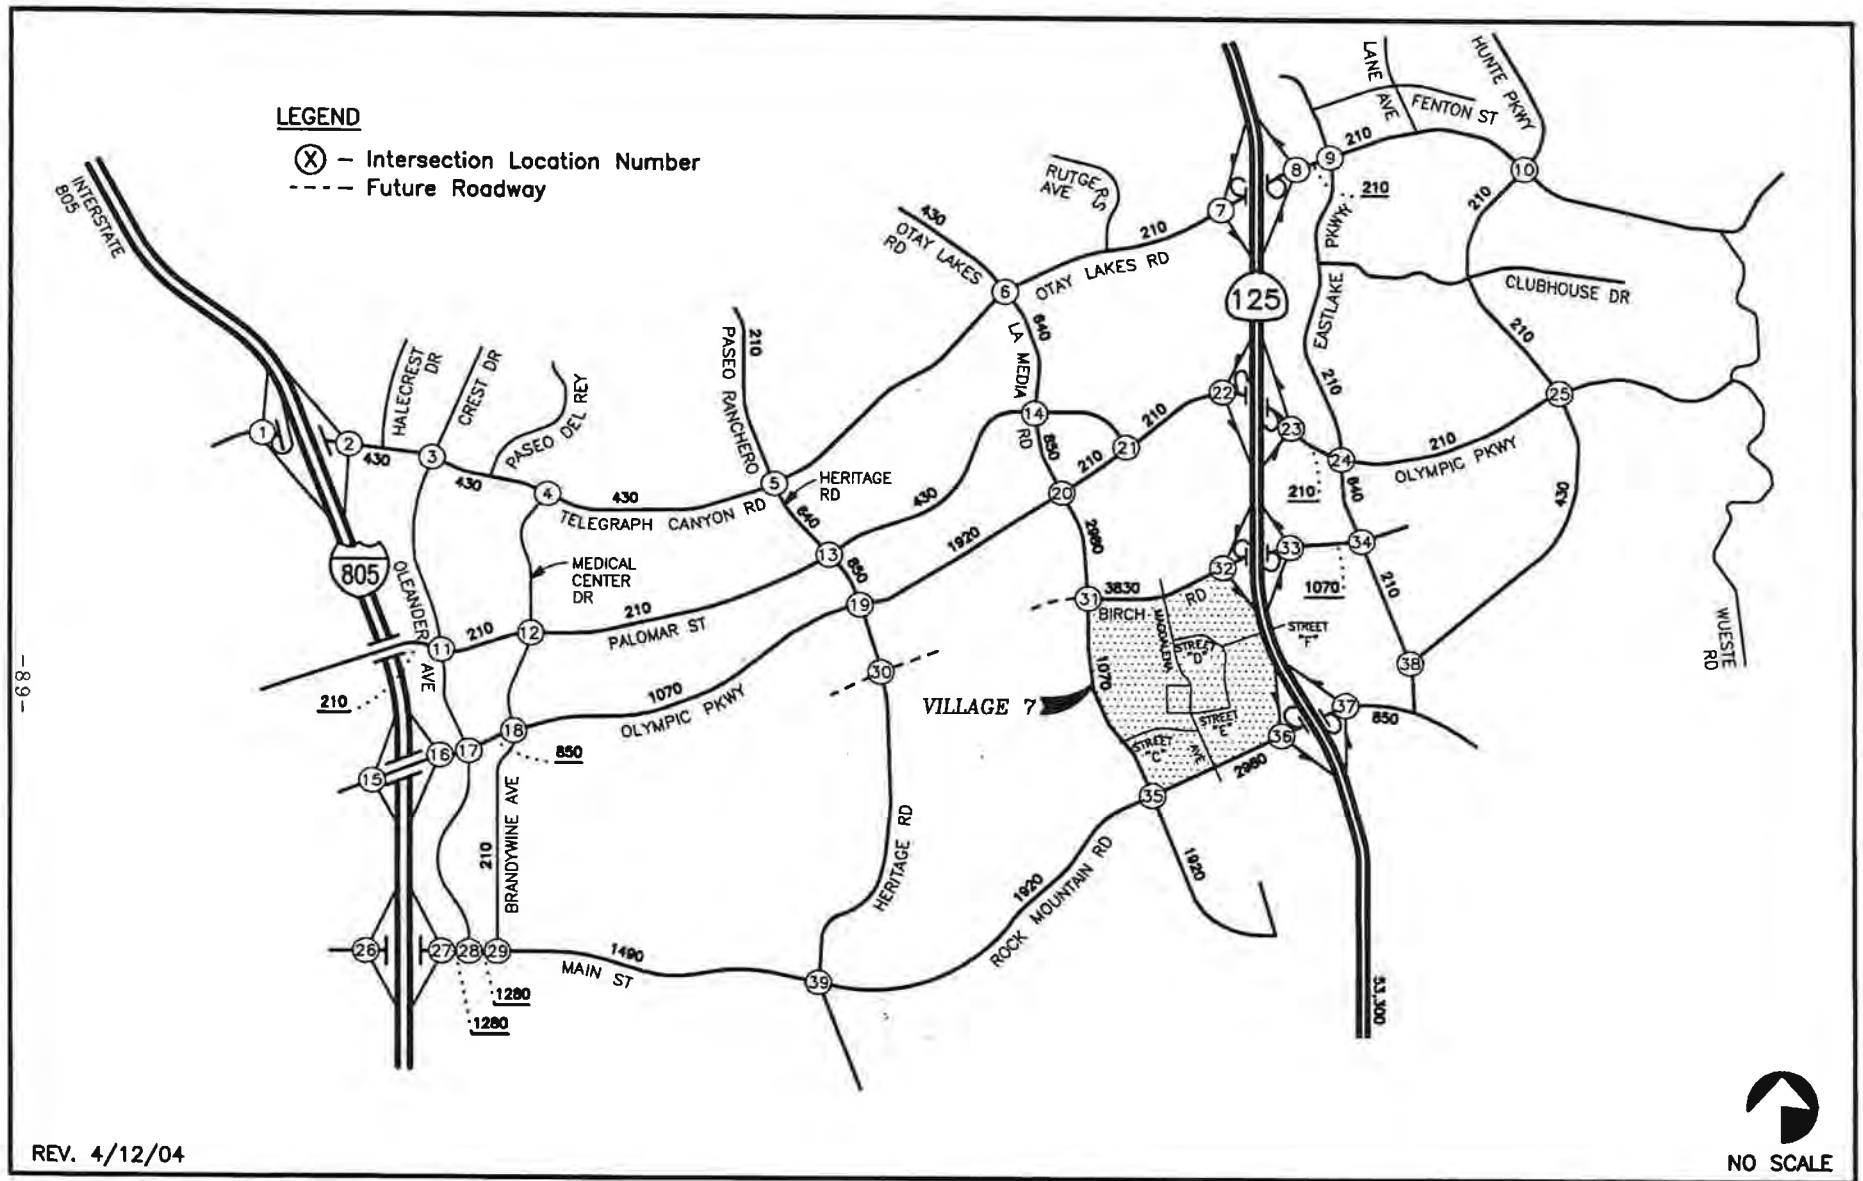 LEGEND
X – Intersection Location Number
---- – Future Roadway
INTERSTATE
805
HALECREST
DR
CREST DR
PASEO DEL REY
PASEO RANCHERO
210
430
OTAY LAKES
RD
RUTGERS
AVE
210
OTAY LAKES RD
LANE
AVE
FENTON ST
HUNTE PKWY
210
7
8
9
10
210
210
125
EASTLAKE
PKWY
CLUBHOUSE DR
210
210
6
640
LA MEDIA
RD
1
2
430
3
430
4
430
TELEGRAPH CANYON RD
5
HERITAGE
RD
640
14
850
21
210
22
23
24
25
210
OLYMPIC PKWY
210
210
20
430
13
850
1920
2980
640
430
33
34
1070
32
210
MEDICAL
CENTER
DR
805
OLEANDER
AVE
11
210
12
210
PALOMAR ST
19
31
3830
BIRCH
RD
MAGDALENA
AVE
STREET
"D"
STREET
"F"
STREET
"E"
STREET
"C"
1070
VILLAGE 7
38
WUESTE
RD
30
210
1070
OLYMPIC PKWY
15
16
17
18
850
37
850
36
2980
35
1920
BRANDYWINE AVE
210
HERITAGE RD
1920
ROCK MOUNTAIN RD
26
27
28
29
1490
MAIN ST
39
1280
1280
53,300
-89-
REV. 4/12/04
NO SCALE